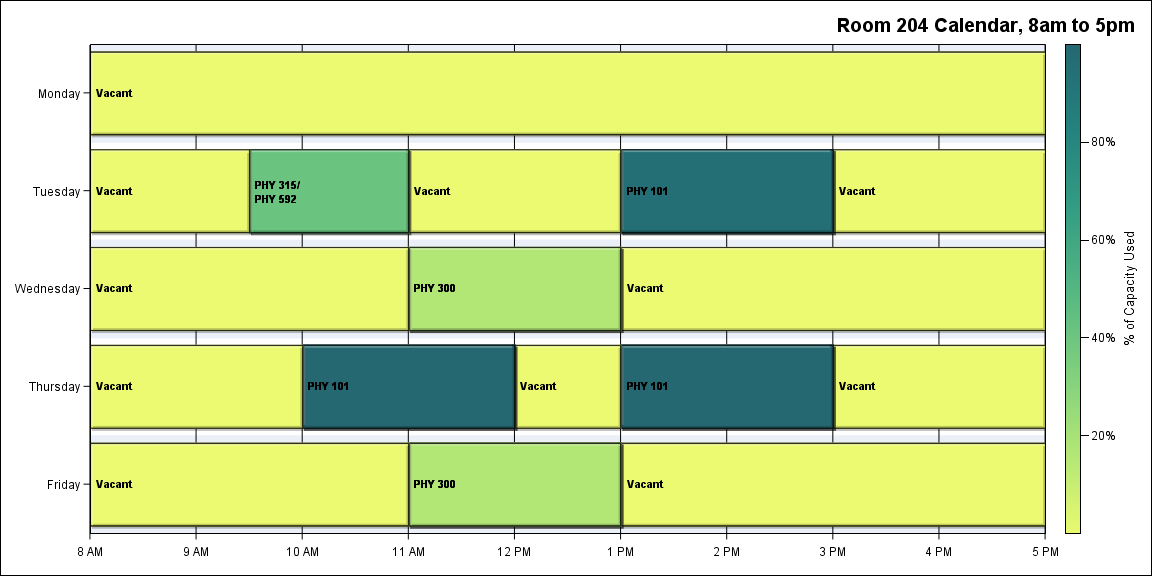 Room 204 Calendar, 8am to 5pm
Monday
Vacant
Tuesday
Vacant
PHY 315/
PHY 592
Vacant
PHY 101
Vacant
Wednesday
Vacant
PHY 300
Vacant
Thursday
Vacant
PHY 101
Vacant
PHY 101
Vacant
Friday
Vacant
PHY 300
Vacant
8 AM 9 AM 10 AM 11 AM 12 PM 1 PM 2 PM 3 PM 4 PM 5 PM
80%
60%
40%
20%
% of Capacity Used